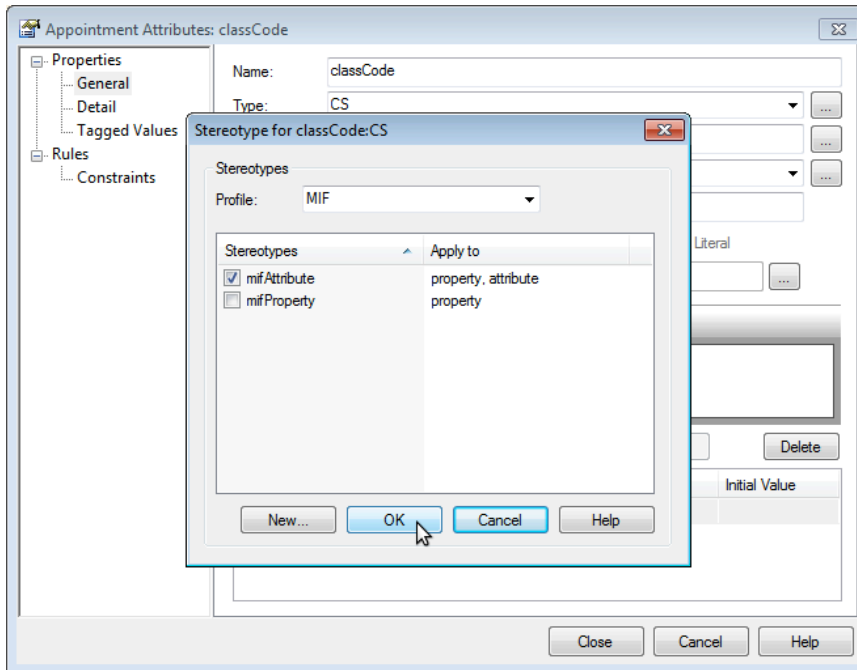 Appointment Attributes: classCode
Properties
General
Detail
Tagged Values
Rules
Constraints
Name: classCode
Type: CS
...
...
...
Literal
...
Delete
Initial Value
Stereotype for classCode:CS
Stereotypes
Profile: MIF
Stereotypes Apply to
mifAttribute property, attribute
mifProperty property
New... OK Cancel Help
Close Cancel Help